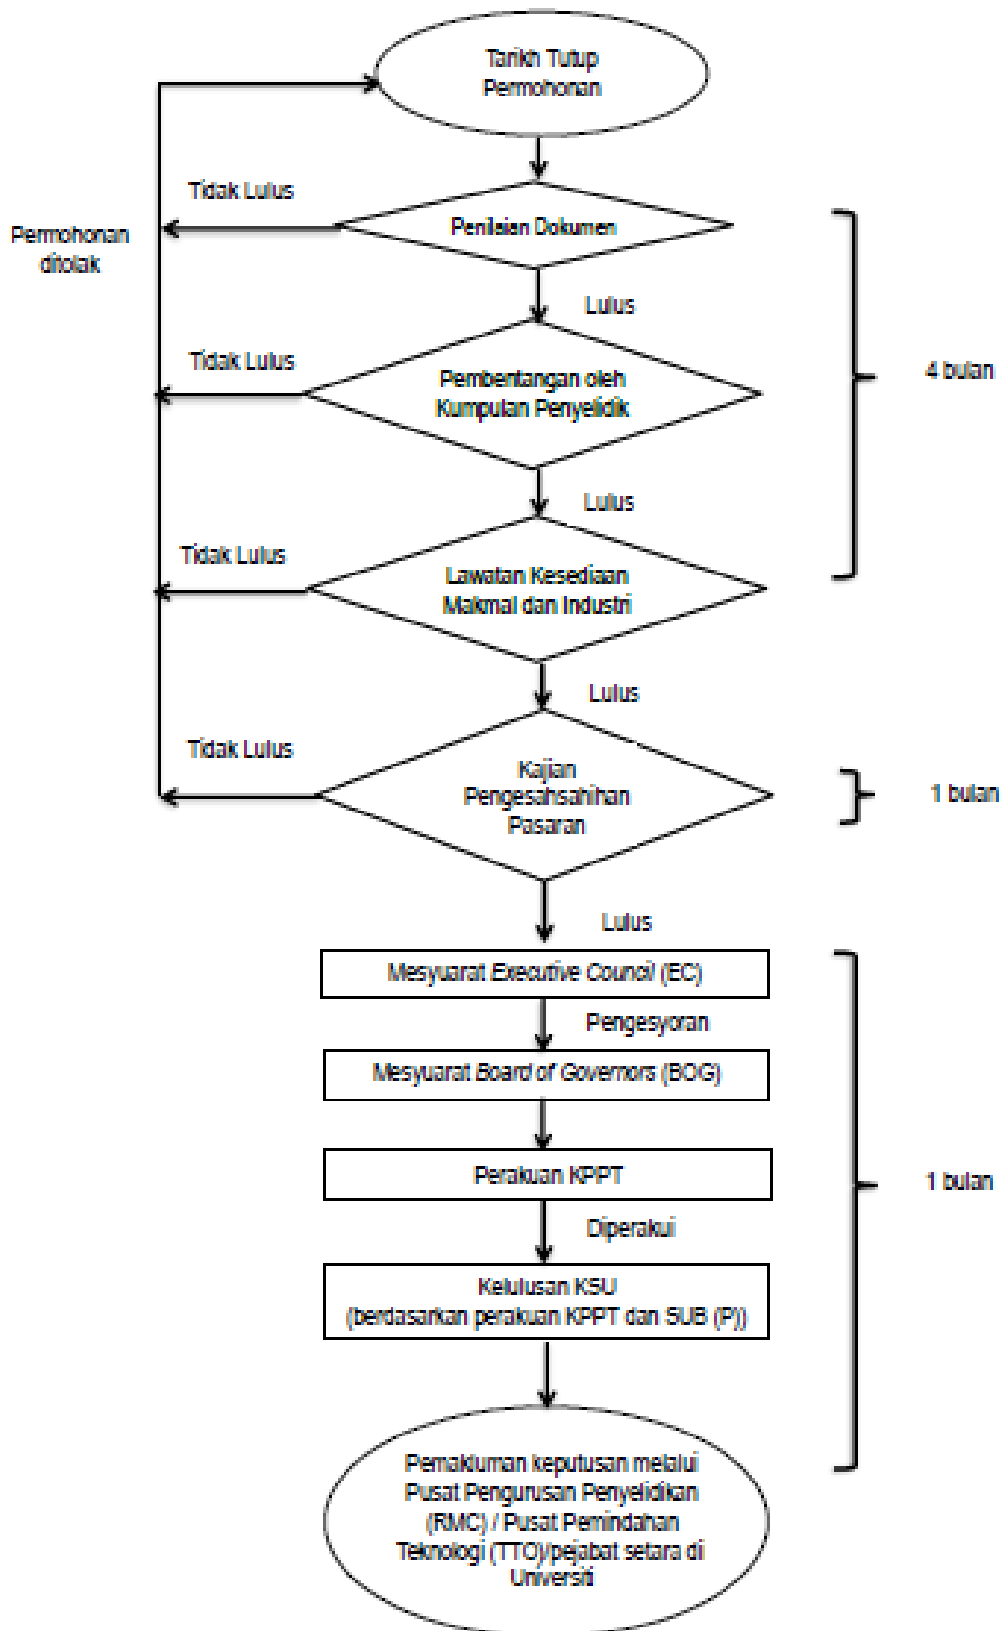 Tarikh Tutup
Permohonan
Tidak Lulus
Penilaian Dokumen
Permohonan
ditolak
Lulus
Tidak Lulus
Pembentangan oleh
Kumpulan Penyelidik
4 bulan
Lulus
Tidak Lulus
Lawatan Kesediaan
Makmal dan Industri
Lulus
Tidak Lulus
Kajian
Pengesahsahihan
Pasaran
1 bulan
Lulus
Mesyuarat Executive Council (EC)
Pengesyoran
Mesyuarat Board of Governors (BOG)
Perakuan KPPT
1 bulan
Diperakui
Kelulusan KSU
(berdasarkan perakuan KPPT dan SUB (P))
Pemakluman keputusan melalui
Pusat Pengurusan Penyelidikan
(RMC) / Pusat Pemindahan
Teknologi (TTO)/pejabat setara di
Universiti